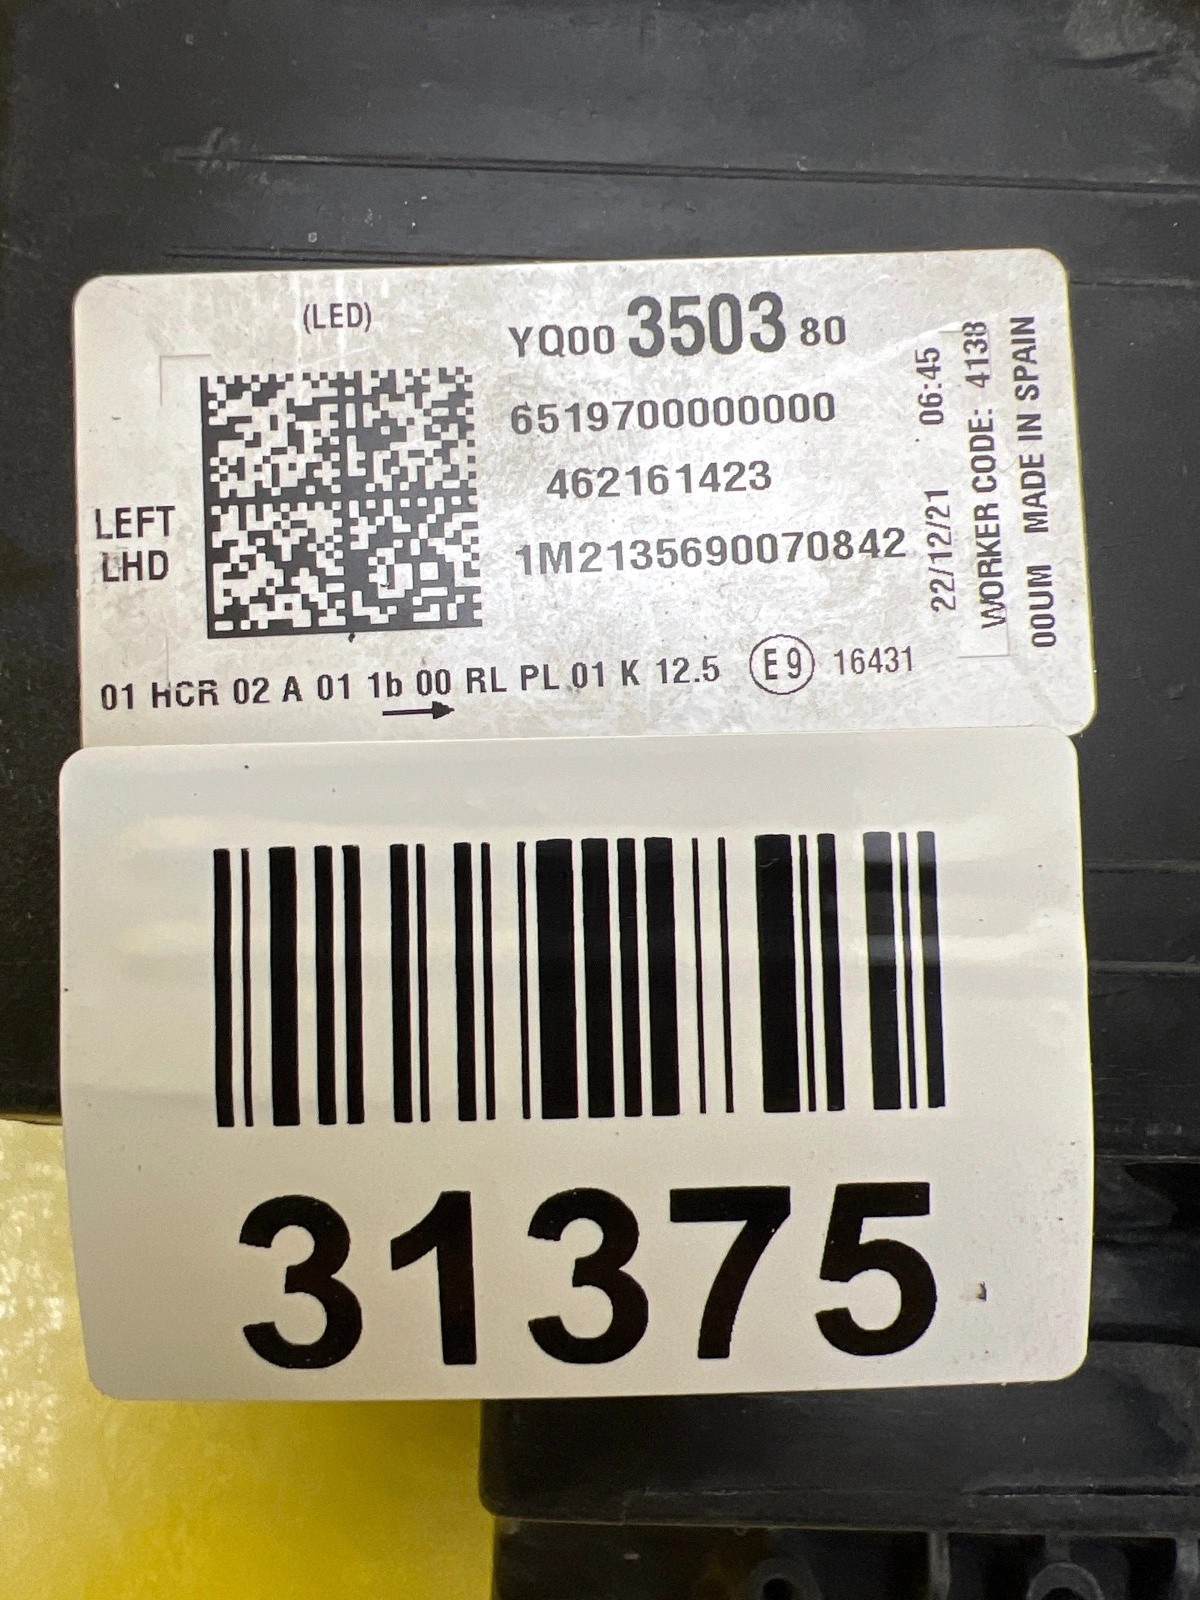 (LED)
YQ00 3503 80
6519700000000
462161423
1M2135690070842
LEFT
LHD
01 HCR 02 A 01 1b 00 RL PL 01 K 12.5 E9 16431
22/12/21 06:45
WORKER CODE: 4138
00UM MADE IN SPAIN
31375